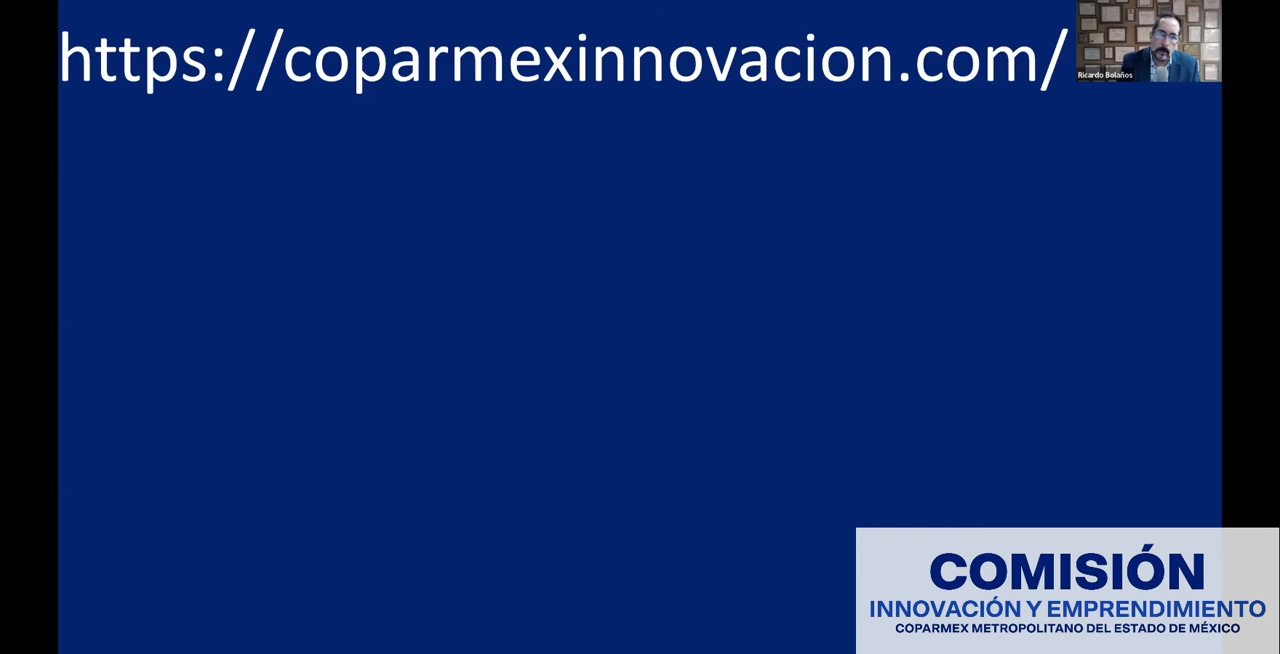 https://coparmexinnovacion.com/
Ricardo Bolaños
COMISIÓN
INNOVACIÓN Y EMPRENDIMIENTO
COPARMEX METROPOLITANO DEL ESTADO DE MÉXICO